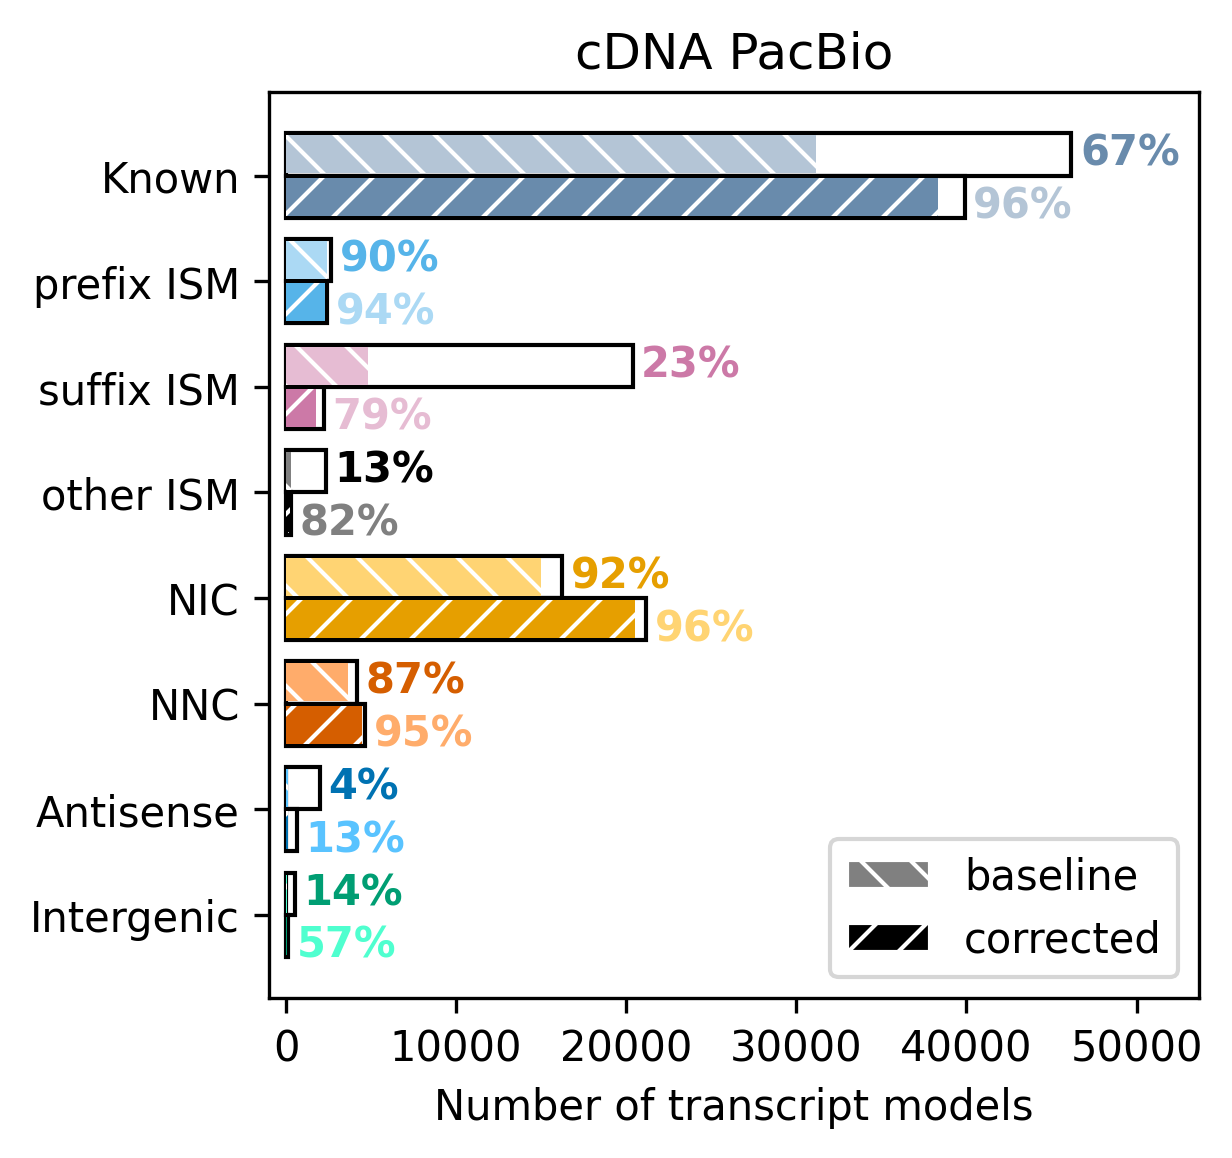 cDNA PacBio
Known
67%
96%
prefix ISM
90%
94%
suffix ISM
23%
79%
other ISM
13%
82%
NIC
92%
96%
NNC
87%
95%
Antisense
4%
13%
Intergenic
14%
57%
baseline
corrected
0 10000 20000 30000 40000 50000
Number of transcript models